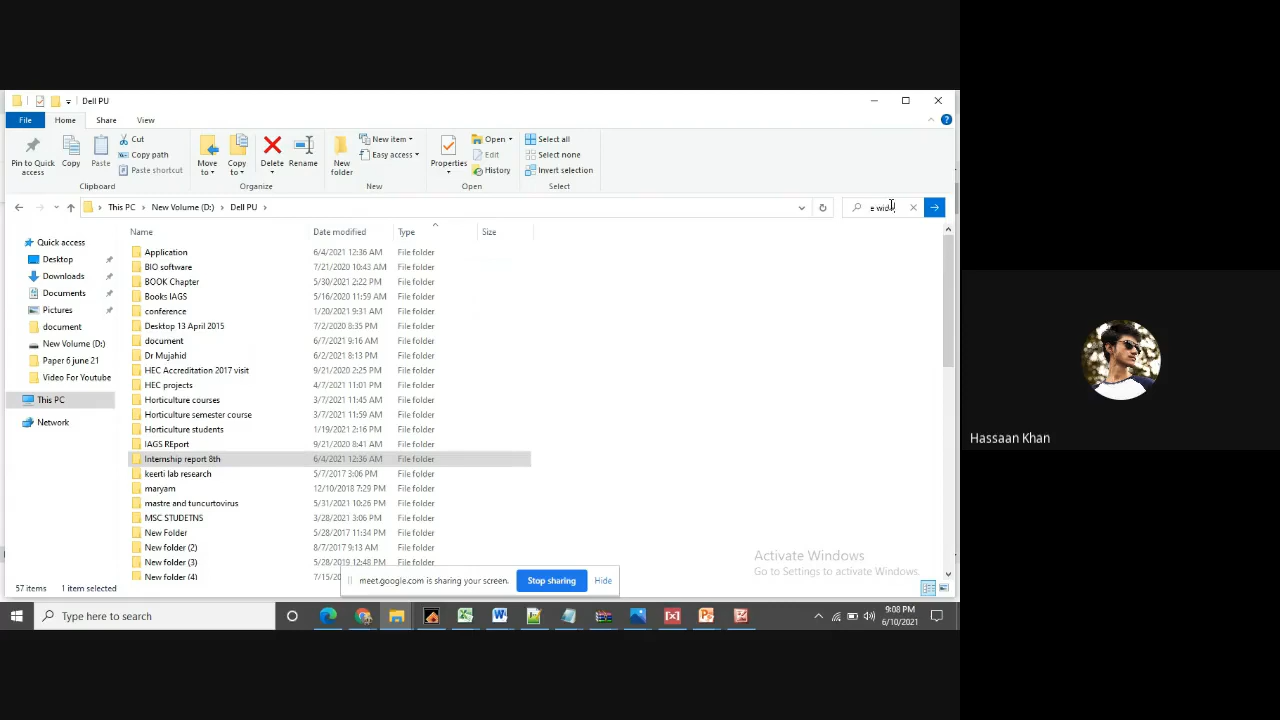 Dell PU
File Home Share View
Pin to Quick access
Copy
Paste
Cut
Copy path
Paste shortcut
Clipboard
Move to
Copy to
Delete
Rename
Organize
New folder
New item
Easy access
New
Properties
Open
Edit
History
Open
Select all
Select none
Invert selection
Select
This PC > New Volume (D:) > Dell PU >
Name Date modified Type Size
Quick access
Desktop
Downloads
Documents
Pictures
document
New Volume (D:)
Paper 6 june 21
Video For Youtube
This PC
Network
Application 6/4/2021 12:36 AM File folder
BIO software 7/21/2020 10:43 AM File folder
BOOK Chapter 5/30/2021 2:22 PM File folder
Books IAGS 5/16/2020 11:59 AM File folder
conference 1/20/2021 9:31 AM File folder
Desktop 13 April 2015 7/2/2020 8:35 PM File folder
document 6/7/2021 9:16 AM File folder
Dr Mujahid 6/2/2021 8:13 PM File folder
HEC Accreditation 2017 visit 9/21/2020 2:25 PM File folder
HEC projects 4/7/2021 11:01 PM File folder
Horticulture courses 3/7/2021 11:45 AM File folder
Horticulture semester course 3/7/2021 11:59 AM File folder
Horticulture students 1/19/2021 2:16 PM File folder
IAGS REport 9/21/2020 8:41 AM File folder
Internship report 8th 6/4/2021 12:36 AM File folder
keerti lab research 5/7/2017 3:06 PM File folder
maryam 12/10/2018 7:29 PM File folder
mastre and tuncurtovirus 5/31/2021 10:26 PM File folder
MSC STUDETNS 3/28/2021 3:06 PM File folder
New Folder 5/28/2017 11:34 PM File folder
New folder (2) 8/7/2017 9:13 AM File folder
New folder (3) 5/28/2019 12:48 PM File folder
New folder (4)
57 items 1 item selected
meet.google.com is sharing your screen. Stop sharing Hide
Activate Windows
Go to Settings to activate Windows.
Type here to search
9:08 PM
6/10/2021
Hassaan Khan